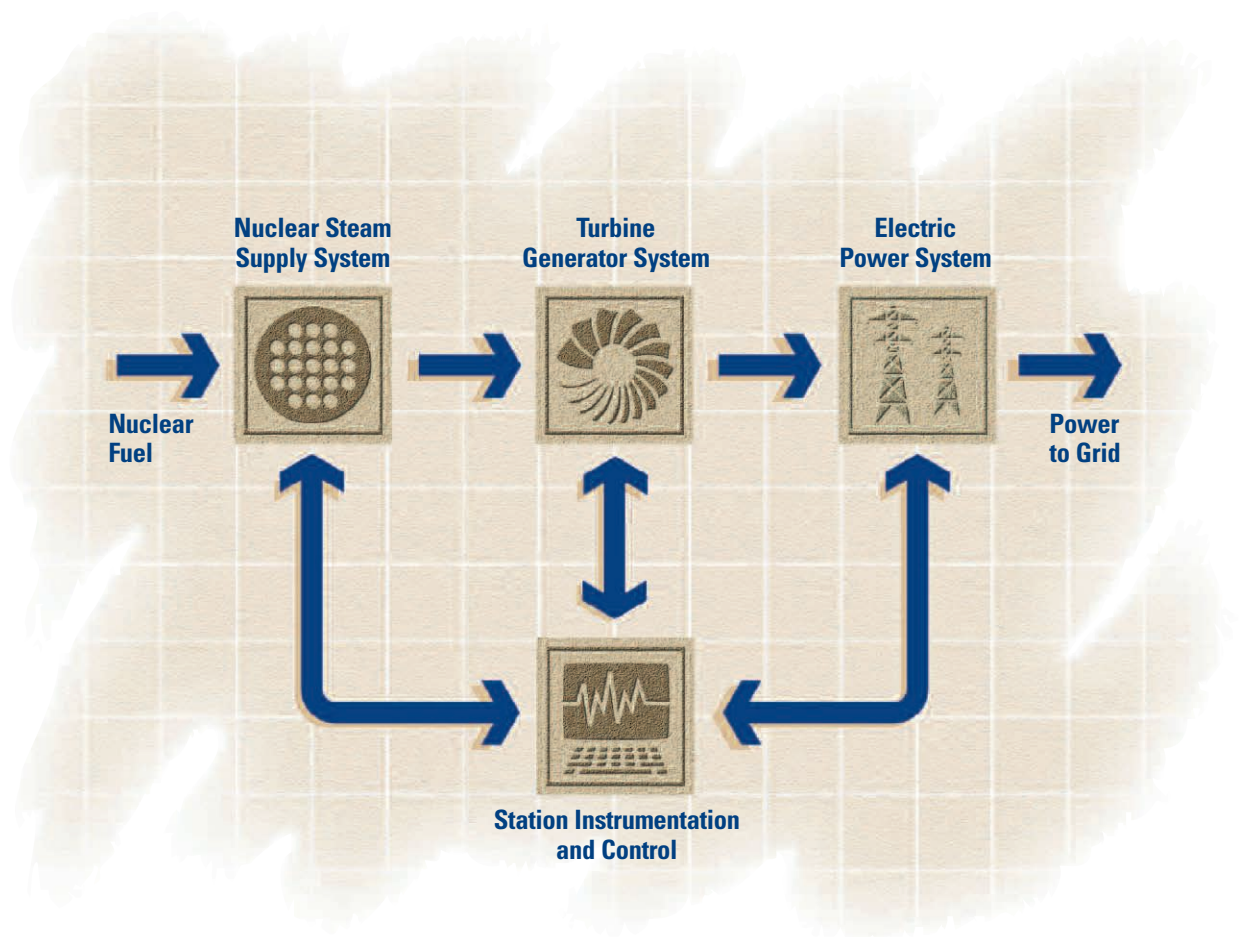 Nuclear Steam
Supply System
Turbine
Generator System
Electric
Power System
Nuclear
Fuel
Power
to Grid
Station Instrumentation
and Control